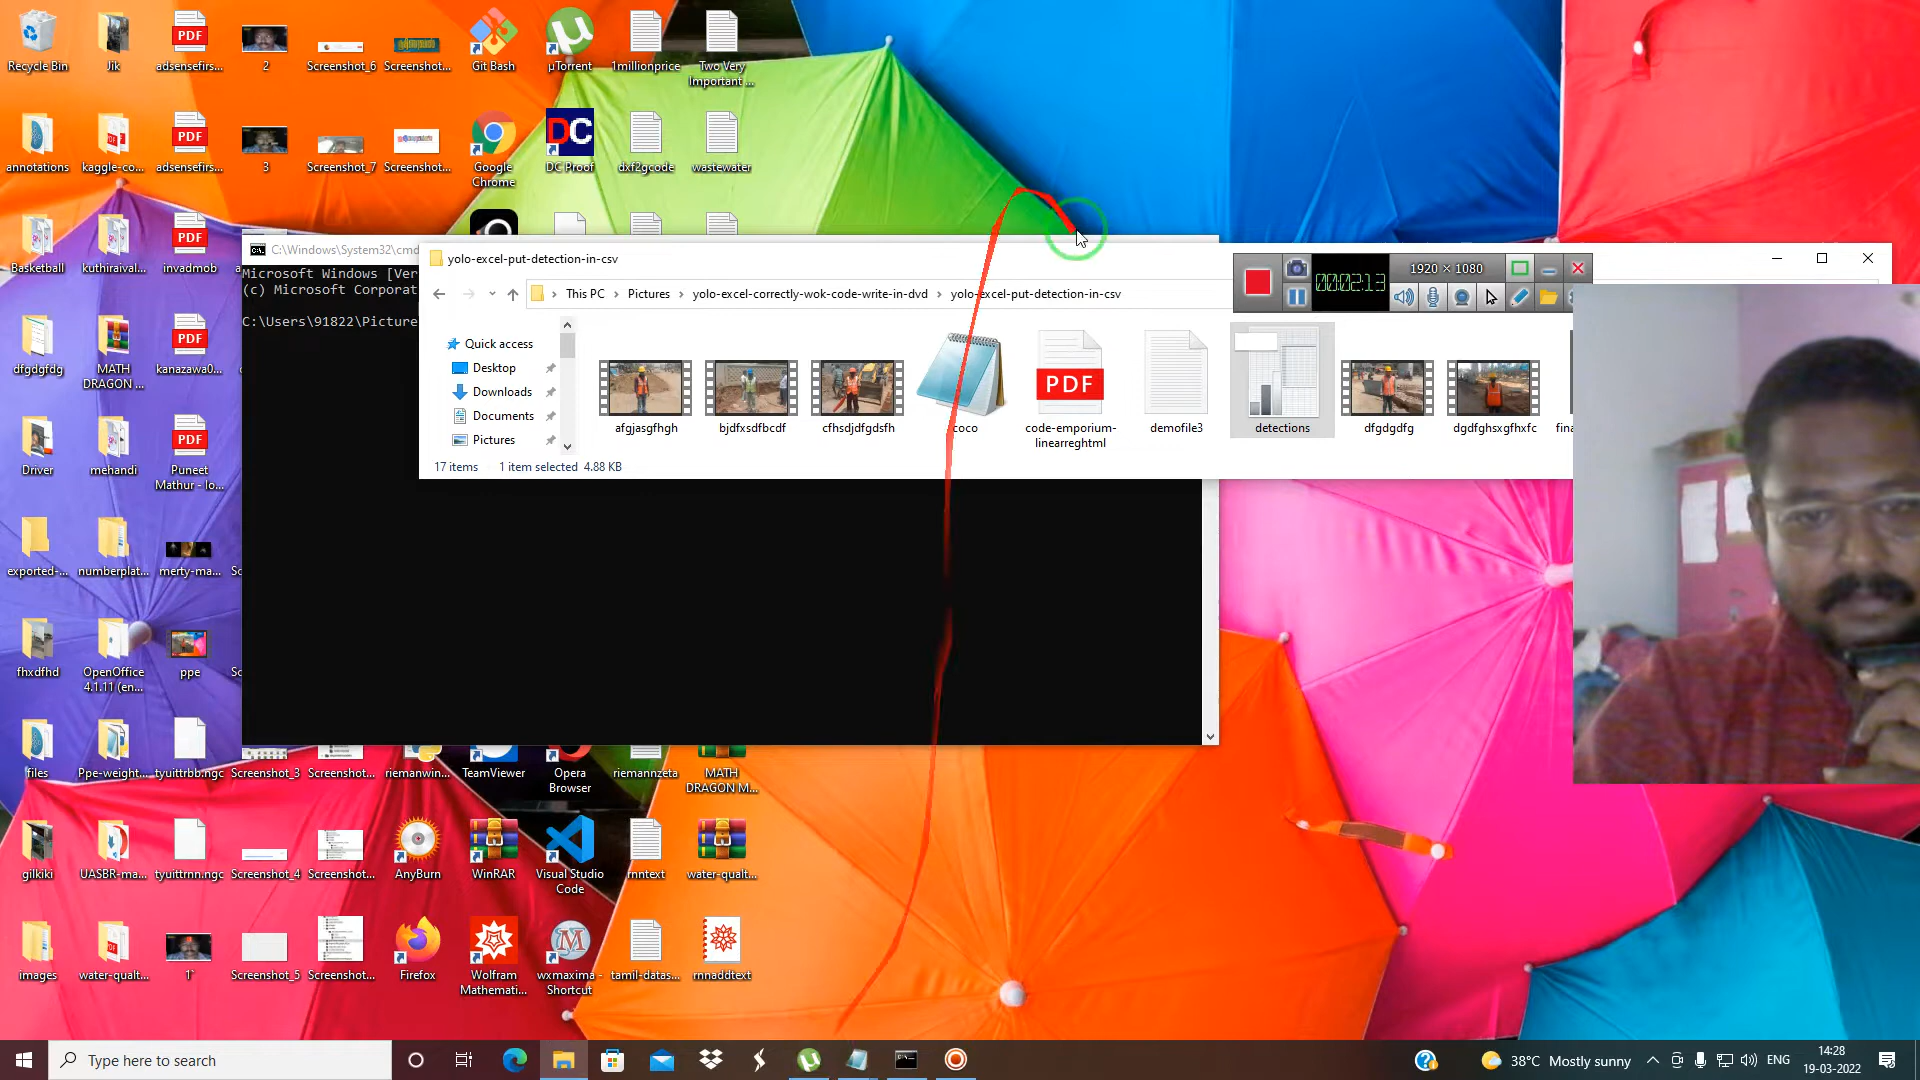 Recycle Bin
Jik
adsensefirs...
2
Screenshot_6
Screenshot...
Git Bash
µTorrent
1millionprice
Two Very
Important ...
annotations
kaggle-co...
adsensefirs...
3
Screenshot_7
Screenshot...
Google
Chrome
DC
DC Proof
dxf2gcode
wastewater
Basketball
kuthiraival...
invadmob
dfgdgfdg
MATH
DRAGON ...
kanazawa0...
Driver
mehandi
Puneet
Mathur - lo...
exported-...
numberplat...
merty-ma...
fhxdfhd
OpenOffice
4.1.11 (en...
ppe
files
Ppe-weight...
tyuittrbb.ngc
Screenshot_3
Screenshot...
riemanwin...
TeamViewer
Opera
Browser
riemannzeta
MATH
DRAGON M...
gilkiki
UASBR-ma...
tyuittrnn.ngc
Screenshot_4
Screenshot...
AnyBurn
WinRAR
Visual Studio
Code
rnntext
water-qualt...
images
water-qualt...
1`
Screenshot_5
Screenshot...
Firefox
Wolfram
Mathemati...
wxmaxima -
Shortcut
tamil-datas...
rnnaddtext
C:\Windows\System32\cmd
Microsoft Windows [Ver
(c) Microsoft Corporat
C:\Users\91822\Picture
yolo-excel-put-detection-in-csv
This PC
Pictures
yolo-excel-correctly-wok-code-write-in-dvd
yolo-excel-put-detection-in-csv
Quick access
Desktop
Downloads
Documents
Pictures
afgjasgfhgh
bjdfxsdfbcdf
cfhsdjdfgdsfh
coco
PDF
code-emporium-
linearreghtml
demofile3
detections
dfgdgdfg
dgdfghsxgfhxfc
fina
17 items
1 item selected 4.88 KB
00:02:13
1920 × 1080
Type here to search
38°C Mostly sunny
ENG
14:28
19-03-2022